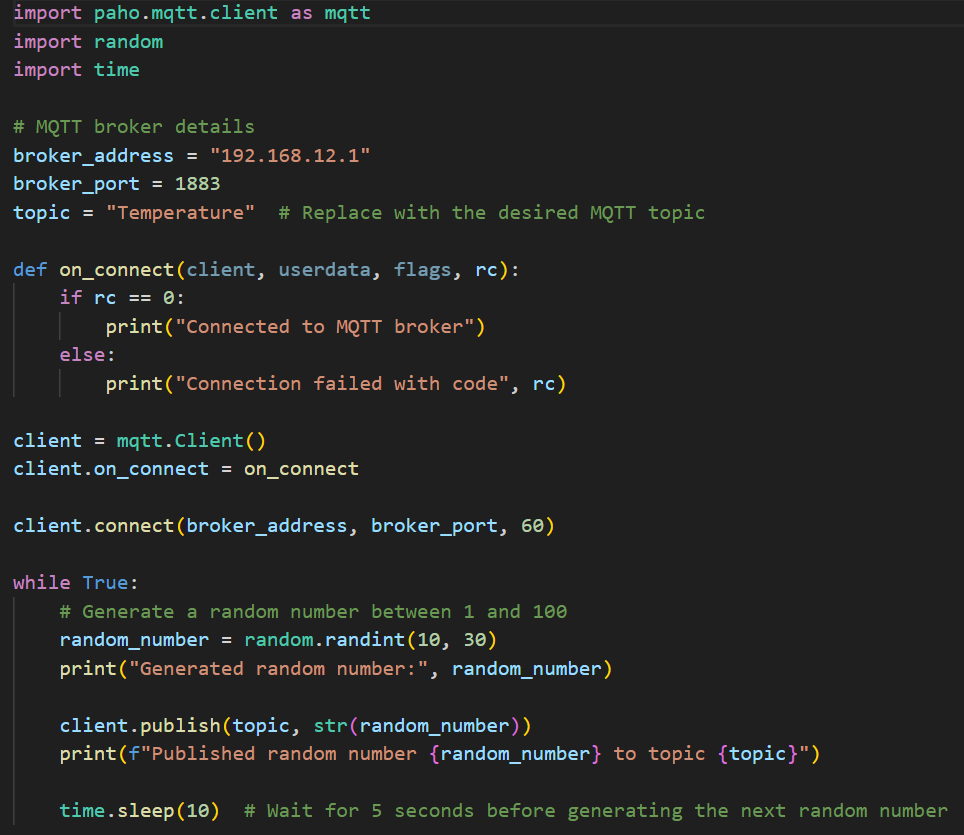 import paho.mqtt.client as mqtt
import random
import time

# MQTT broker details
broker_address = "192.168.12.1"
broker_port = 1883
topic = "Temperature"  # Replace with the desired MQTT topic

def on_connect(client, userdata, flags, rc):
    if rc == 0:
        print("Connected to MQTT broker")
    else:
        print("Connection failed with code", rc)

client = mqtt.Client()
client.on_connect = on_connect

client.connect(broker_address, broker_port, 60)

while True:
    # Generate a random number between 1 and 100
    random_number = random.randint(10, 30)
    print("Generated random number:", random_number)

    client.publish(topic, str(random_number))
    print(f"Published random number {random_number} to topic {topic}")

    time.sleep(10)  # Wait for 5 seconds before generating the next random number